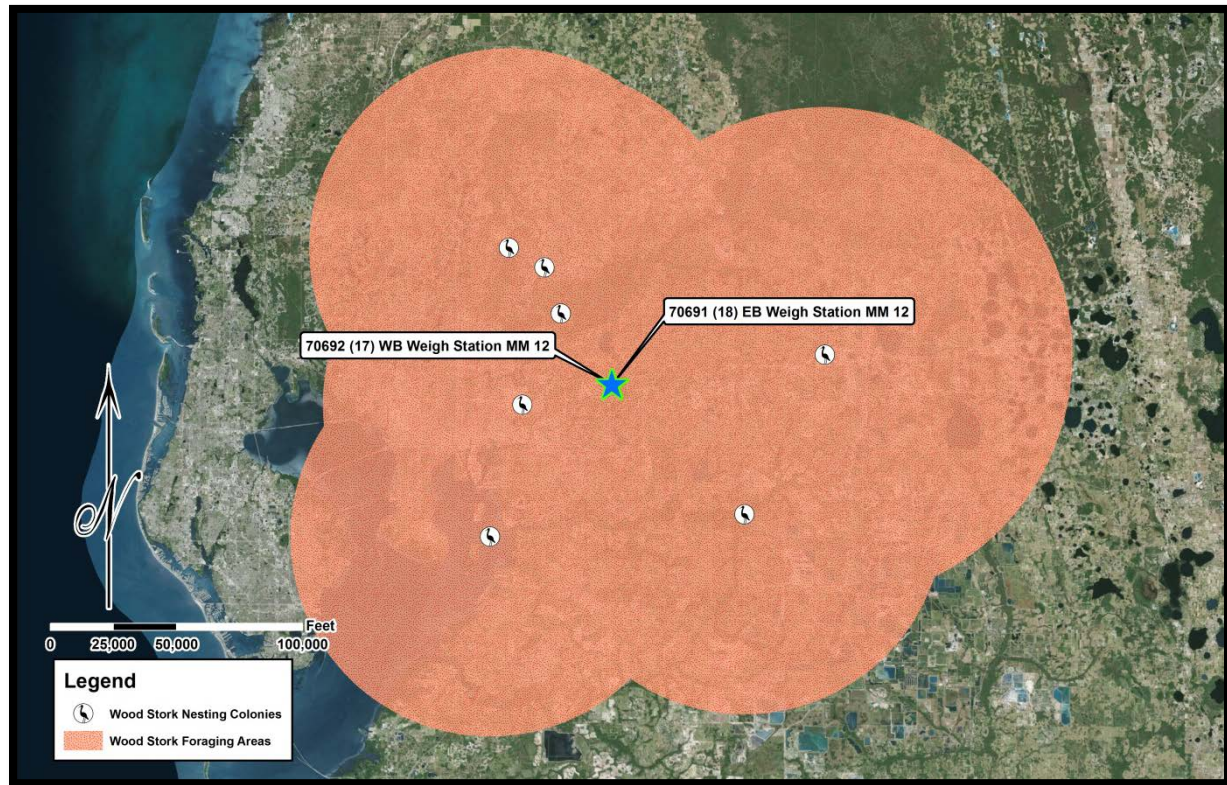 70691 (18) EB Weigh Station MM 12
70692 (17) WB Weigh Station MM 12
N
Feet
0 25,000 50,000 100,000
Legend
Wood Stork Nesting Colonies
Wood Stork Foraging Areas